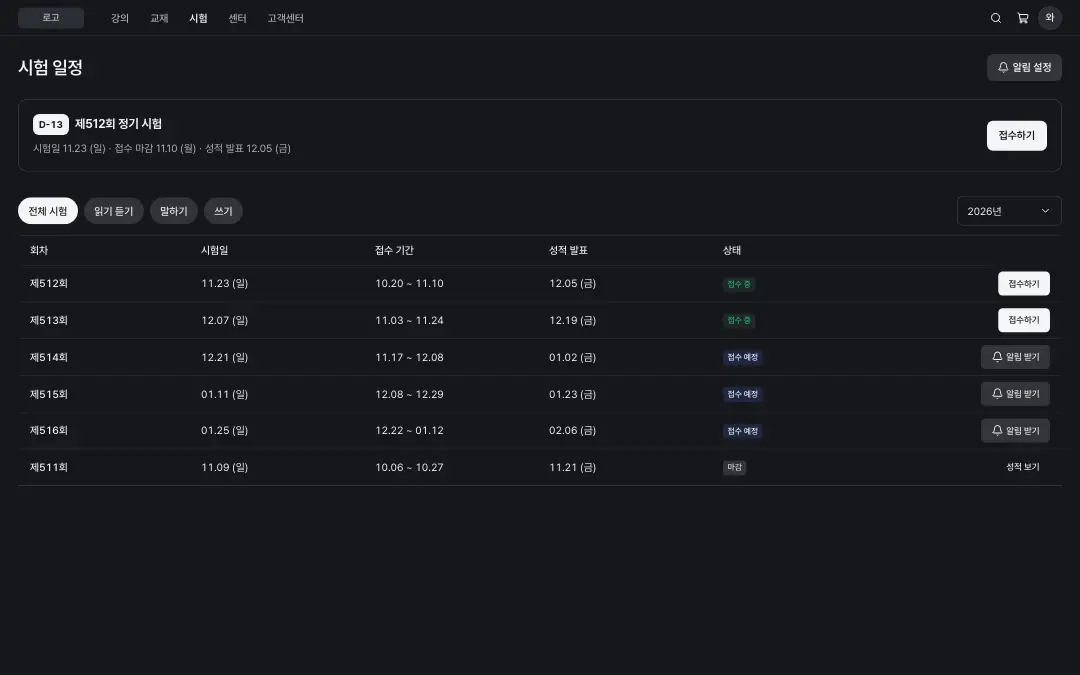 로고 강의 교재 시험 센터 고객센터 와
시험 일정
알림 설정
D-13 제512회 정기 시험
시험일 11.23 (일) · 접수 마감 11.10 (월) · 성적 발표 12.05 (금)
접수하기
전체 시험 읽기 듣기 말하기 쓰기 2026년
회차 시험일 접수 기간 성적 발표 상태
제512회 11.23 (일) 10.20 ~ 11.10 12.05 (금) 접수 중 접수하기
제513회 12.07 (일) 11.03 ~ 11.24 12.19 (금) 접수 중 접수하기
제514회 12.21 (일) 11.17 ~ 12.08 01.02 (금) 접수 예정 알림 받기
제515회 01.11 (일) 12.08 ~ 12.29 01.23 (금) 접수 예정 알림 받기
제516회 01.25 (일) 12.22 ~ 01.12 02.06 (금) 접수 예정 알림 받기
제511회 11.09 (일) 10.06 ~ 10.27 11.21 (금) 마감 성적 보기